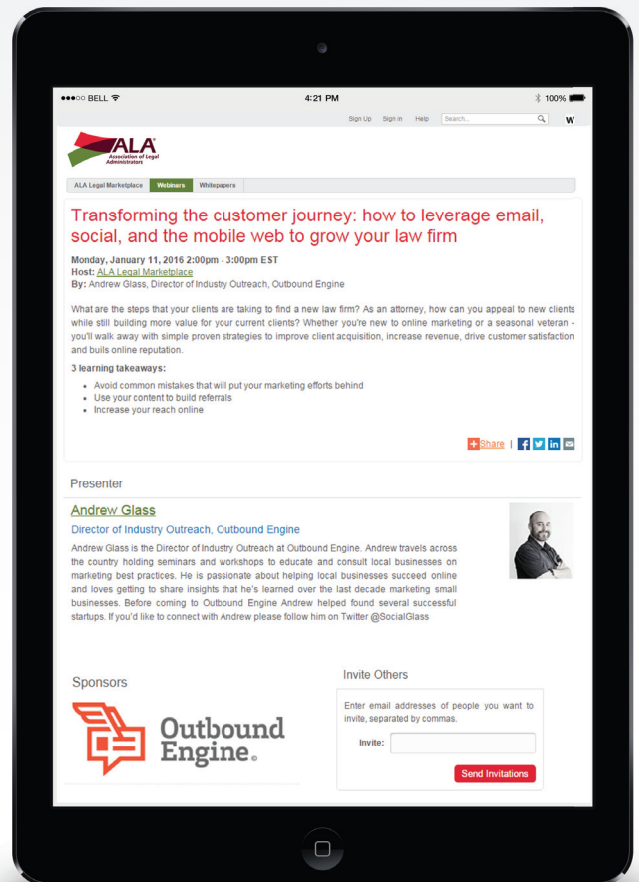 ●●●○○ BELL
4:21 PM
100%
Sign Up Sign In Help Search...
W
ALA®
Association of Legal
Administrators
ALA Legal Marketplace Webinars Whitepapers
Transforming the customer journey: how to leverage email,
social, and the mobile web to grow your law firm
Monday, January 11, 2016 2:00pm - 3:00pm EST
Host: ALA Legal Marketplace
By: Andrew Glass, Director of Industy Outreach, Outbound Engine
What are the steps that your clients are taking to find a new law firm? As an attorney, how can you appeal to new clients
while still building more value for your current clients? Whether you're new to online marketing or a seasonal veteran -
you'll walk away with simple proven strategies to improve client acquisition, increase revenue, drive customer satisfaction
and buils online reputation.
3 learning takeaways:
• Avoid common mistakes that will put your marketing efforts behind
• Use your content to build referrals
• Increase your reach online
+ Share | f in
Presenter
Andrew Glass
Director of Industry Outreach, Cutbound Engine
Andrew Glass is the Director of Industry Outreach at Outbound Engine. Andrew travels across
the country holding seminars and workshops to educate and consult local businesses on
marketing best practices. He is passionate about helping local businesses succeed online
and loves getting to share insights that he's learned over the last decade marketing small
businesses. Before coming to Outbound Engine Andrew helped found several successful
startups. If you'd like to connect with Andrew please follow him on Twitter @SocialGlass
Sponsors
Outbound
Engine®
Invite Others
Enter email addresses of people you want to
invite, separated by commas.
Invite:
Send Invitations